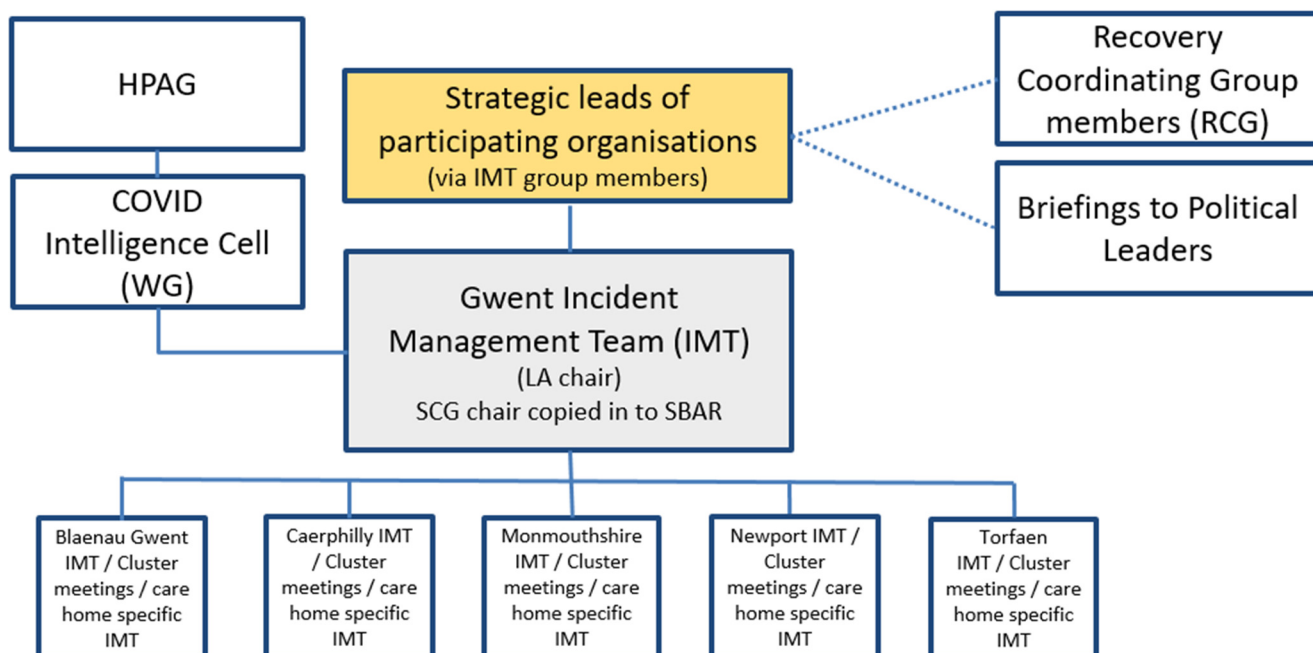 HPAG
COVID
Intelligence Cell
(WG)
Strategic leads of
participating organisations
(via IMT group members)
Recovery
Coordinating Group
members (RCG)
Briefings to Political
Leaders
Gwent Incident
Management Team (IMT)
(LA chair)
SCG chair copied in to SBAR
Blaenau Gwent
IMT / Cluster
meetings / care
home specific
IMT
Caerphilly IMT
/ Cluster
meetings / care
home specific
IMT
Monmouthshire
IMT / Cluster
meetings / care
home specific
IMT
Newport IMT /
Cluster
meetings / care
home specific
IMT
Torfaen
IMT / Cluster
meetings / care
home specific
IMT